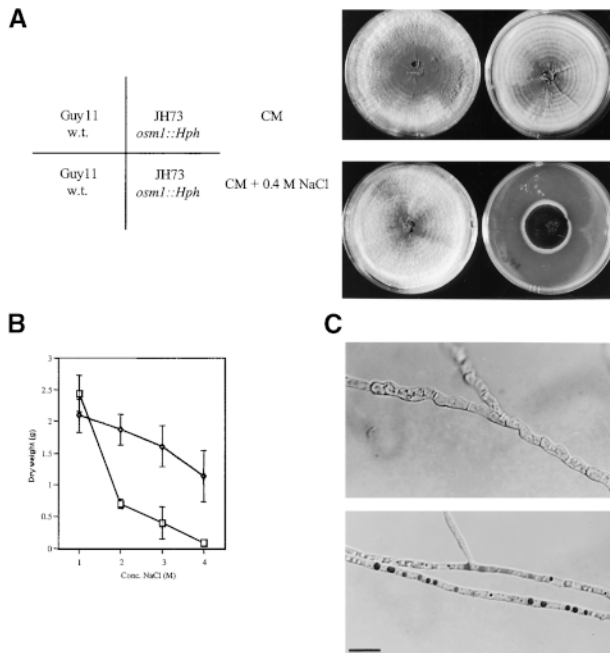 A
Guy11
w.t.
JH73
osm1::Hph
CM
Guy11
w.t.
JH73
osm1::Hph
CM + 0.4 M NaCl
B
3
2.5
2
1.5
1
0.5
0
Dry weight (g)
1 2 3 4
Conc. NaCl (M)
C